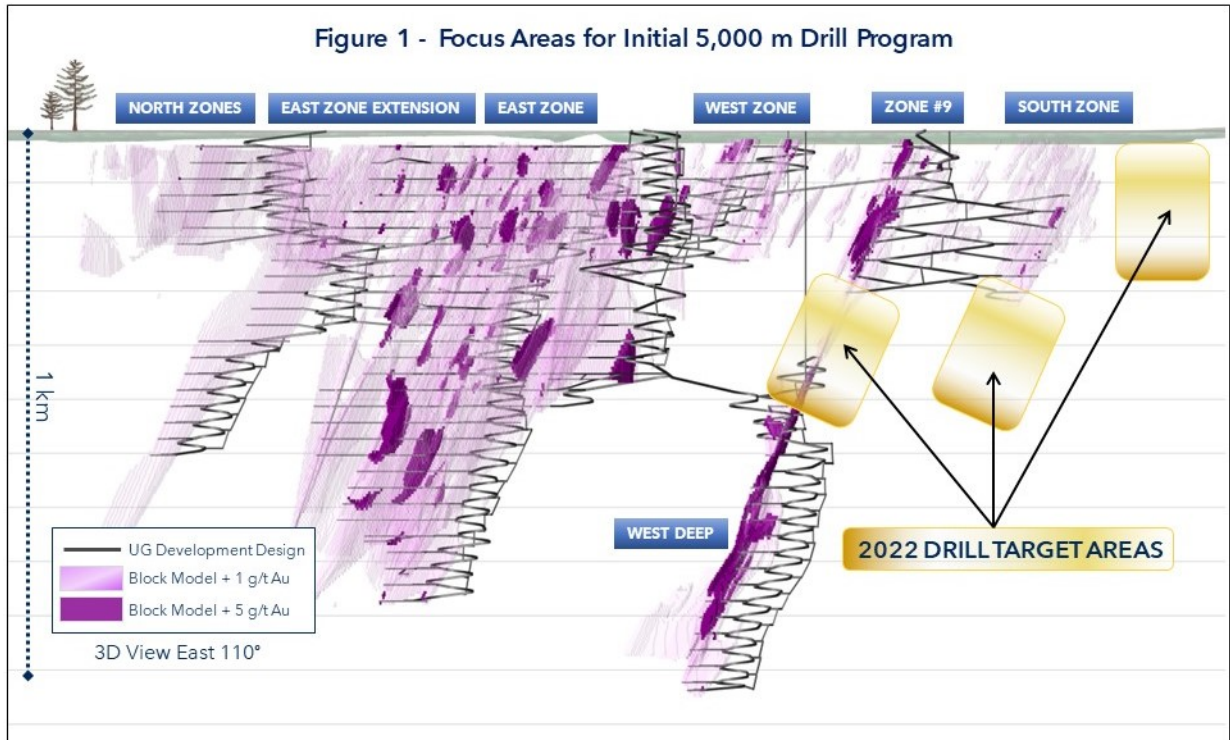 Figure 1 - Focus Areas for Initial 5,000 m Drill Program
NORTH ZONES
EAST ZONE EXTENSION
EAST ZONE
WEST ZONE
ZONE #9
SOUTH ZONE
1 km
WEST DEEP
2022 DRILL TARGET AREAS
UG Development Design
Block Model + 1 g/t Au
Block Model + 5 g/t Au
3D View East 110°